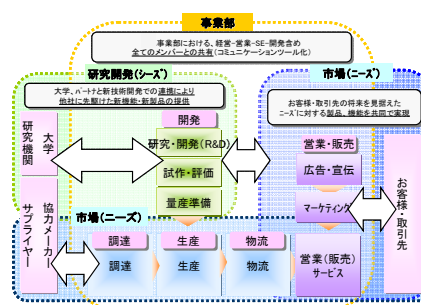 事業部
事業部における、経営-営業-SE-開発含め
全てのメンバーとの共有（コミュニケーションツール化）
研究開発（シーズ）
大学、パートナと新技術開発での連携により
他社に先駆けた新機能・新製品の提供
市場（ニーズ）
お客様・取引先の将来を見据えた
ニーズに対する製品、機能を共同で実現
大学
研究機関
開発
研究・開発（R&D）
試作・評価
量産準備
営業・販売
広告・宣伝
マーケティング
営業（販売）
サービス
お客様・取引先
協力メーカー
サプライヤー
市場（ニーズ）
調達
調達
生産
生産
物流
物流